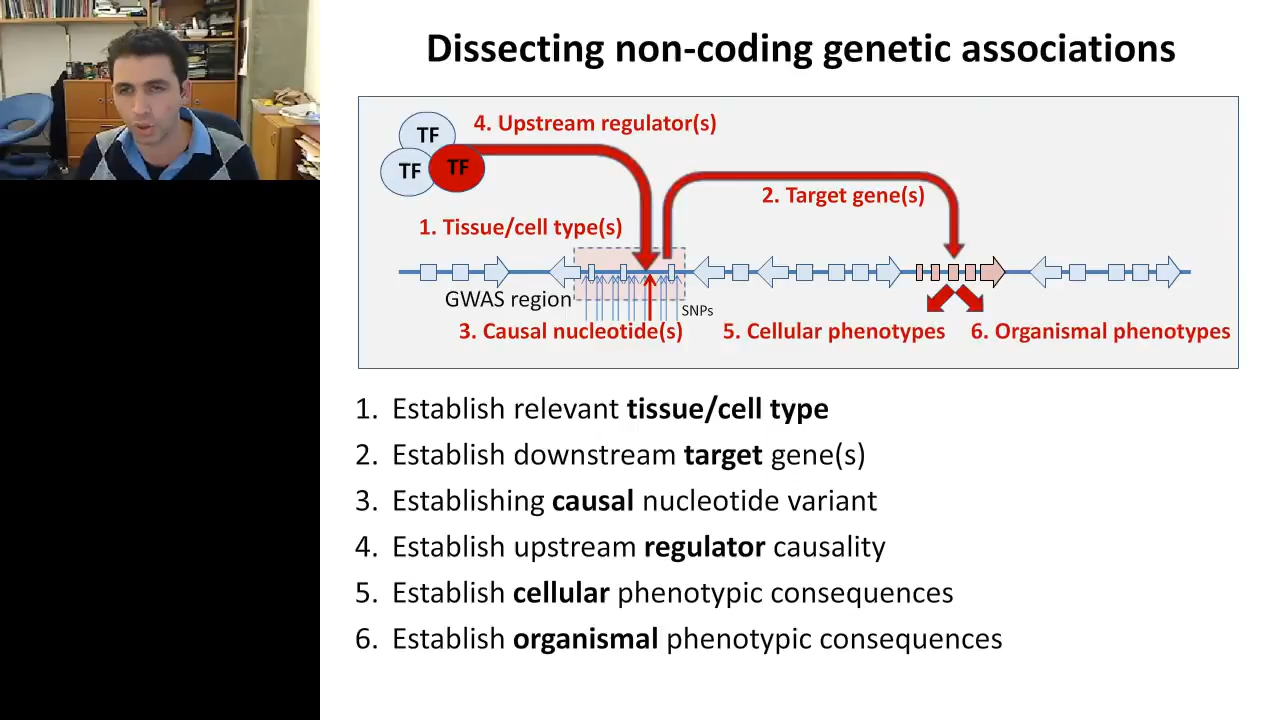 Dissecting non-coding genetic associations
TF
TF
TF
4. Upstream regulator(s)
2. Target gene(s)
1. Tissue/cell type(s)
GWAS region
SNPs
3. Causal nucleotide(s)
5. Cellular phenotypes
6. Organismal phenotypes
1. Establish relevant tissue/cell type
2. Establish downstream target gene(s)
3. Establishing causal nucleotide variant
4. Establish upstream regulator causality
5. Establish cellular phenotypic consequences
6. Establish organismal phenotypic consequences